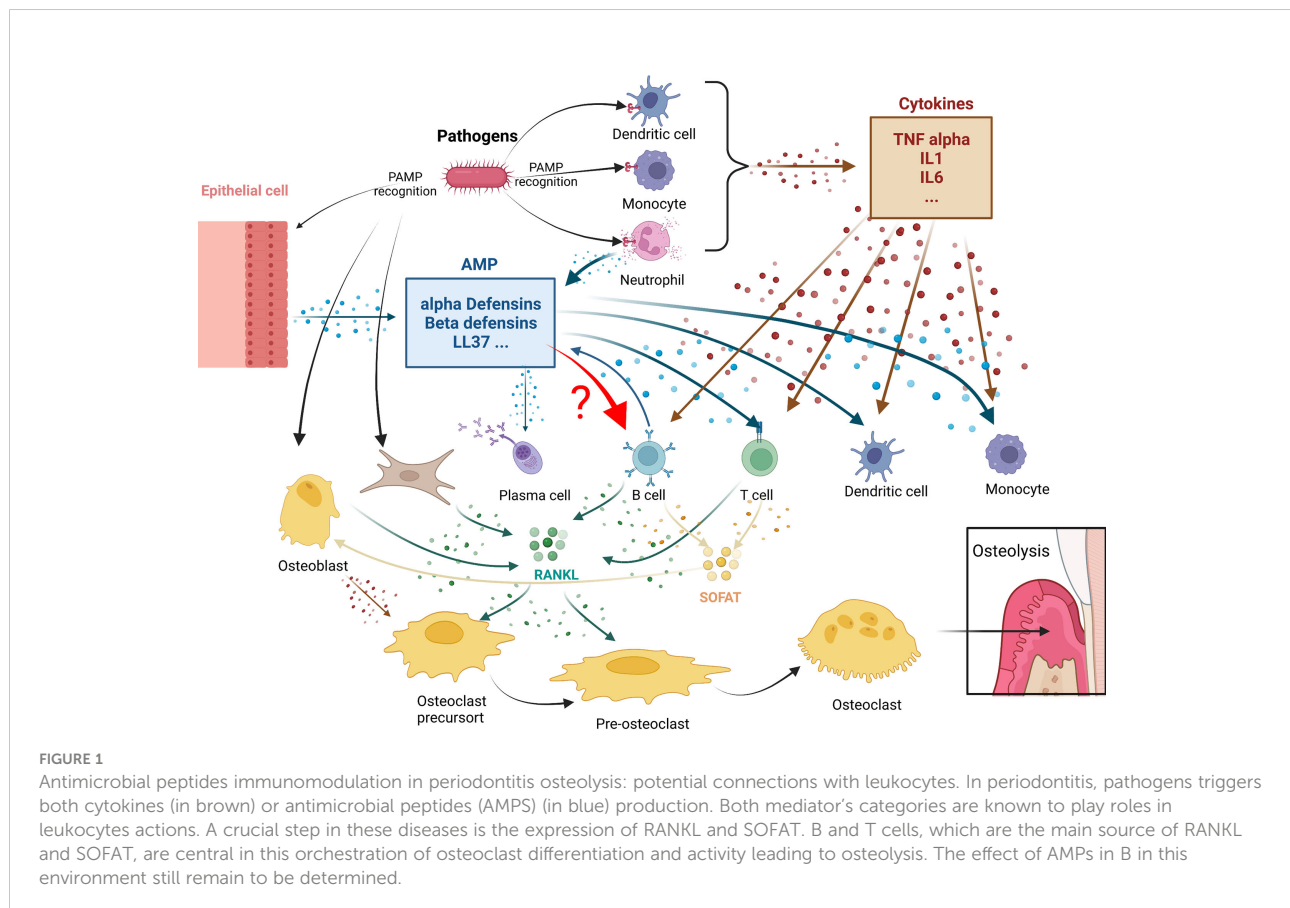 Pathogens
Dendritic cell
Cytokines
TNF alpha
IL1
IL6
...
PAMP
recognition
PAMP
recognition
Epithelial cell
Monocyte
Neutrophil
AMP
alpha Defensins
Beta defensins
LL37 ...
?
Plasma cell
B cell
T cell
Dendritic cell
Monocyte
Osteoblast
RANKL
SOFAT
Osteolysis
Osteoclast
precursort
Pre-osteoclast
Osteoclast
FIGURE 1
Antimicrobial peptides immunomodulation in periodontitis osteolysis: potential connections with leukocytes. In periodontitis, pathogens triggers
both cytokines (in brown) or antimicrobial peptides (AMPS) (in blue) production. Both mediator's categories are known to play roles in
leukocytes actions. A crucial step in these diseases is the expression of RANKL and SOFAT. B and T cells, which are the main source of RANKL
and SOFAT, are central in this orchestration of osteoclast differentiation and activity leading to osteolysis. The effect of AMPs in B in this
environment still remain to be determined.